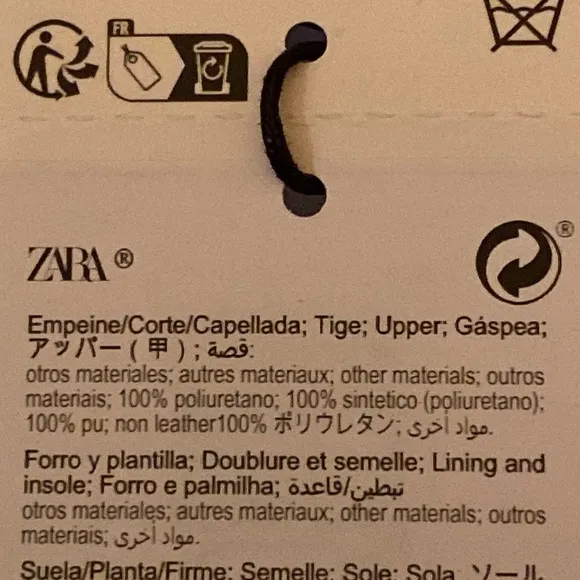 FR
ZARA®
®
Empeine/Corte/Capellada; Tige; Upper; Gáspea;
アッパー ( 甲 ) ; قصة:
otros materiales; autres materiaux; other materials; outros
materiais; 100% poliuretano; 100% sintetico (poliuretano);
100% pu; non leather100% ポリウレタン; مواد أخرى.
Forro y plantilla; Doublure et semelle; Lining and
insole; Forro e palmilha; تبطين/قاعدة
otros materiales; autres materiaux; other materials; outros
materiais; مواد أخرى.
Suela/Planta/Firme; Semelle; Sole; Sola ソール